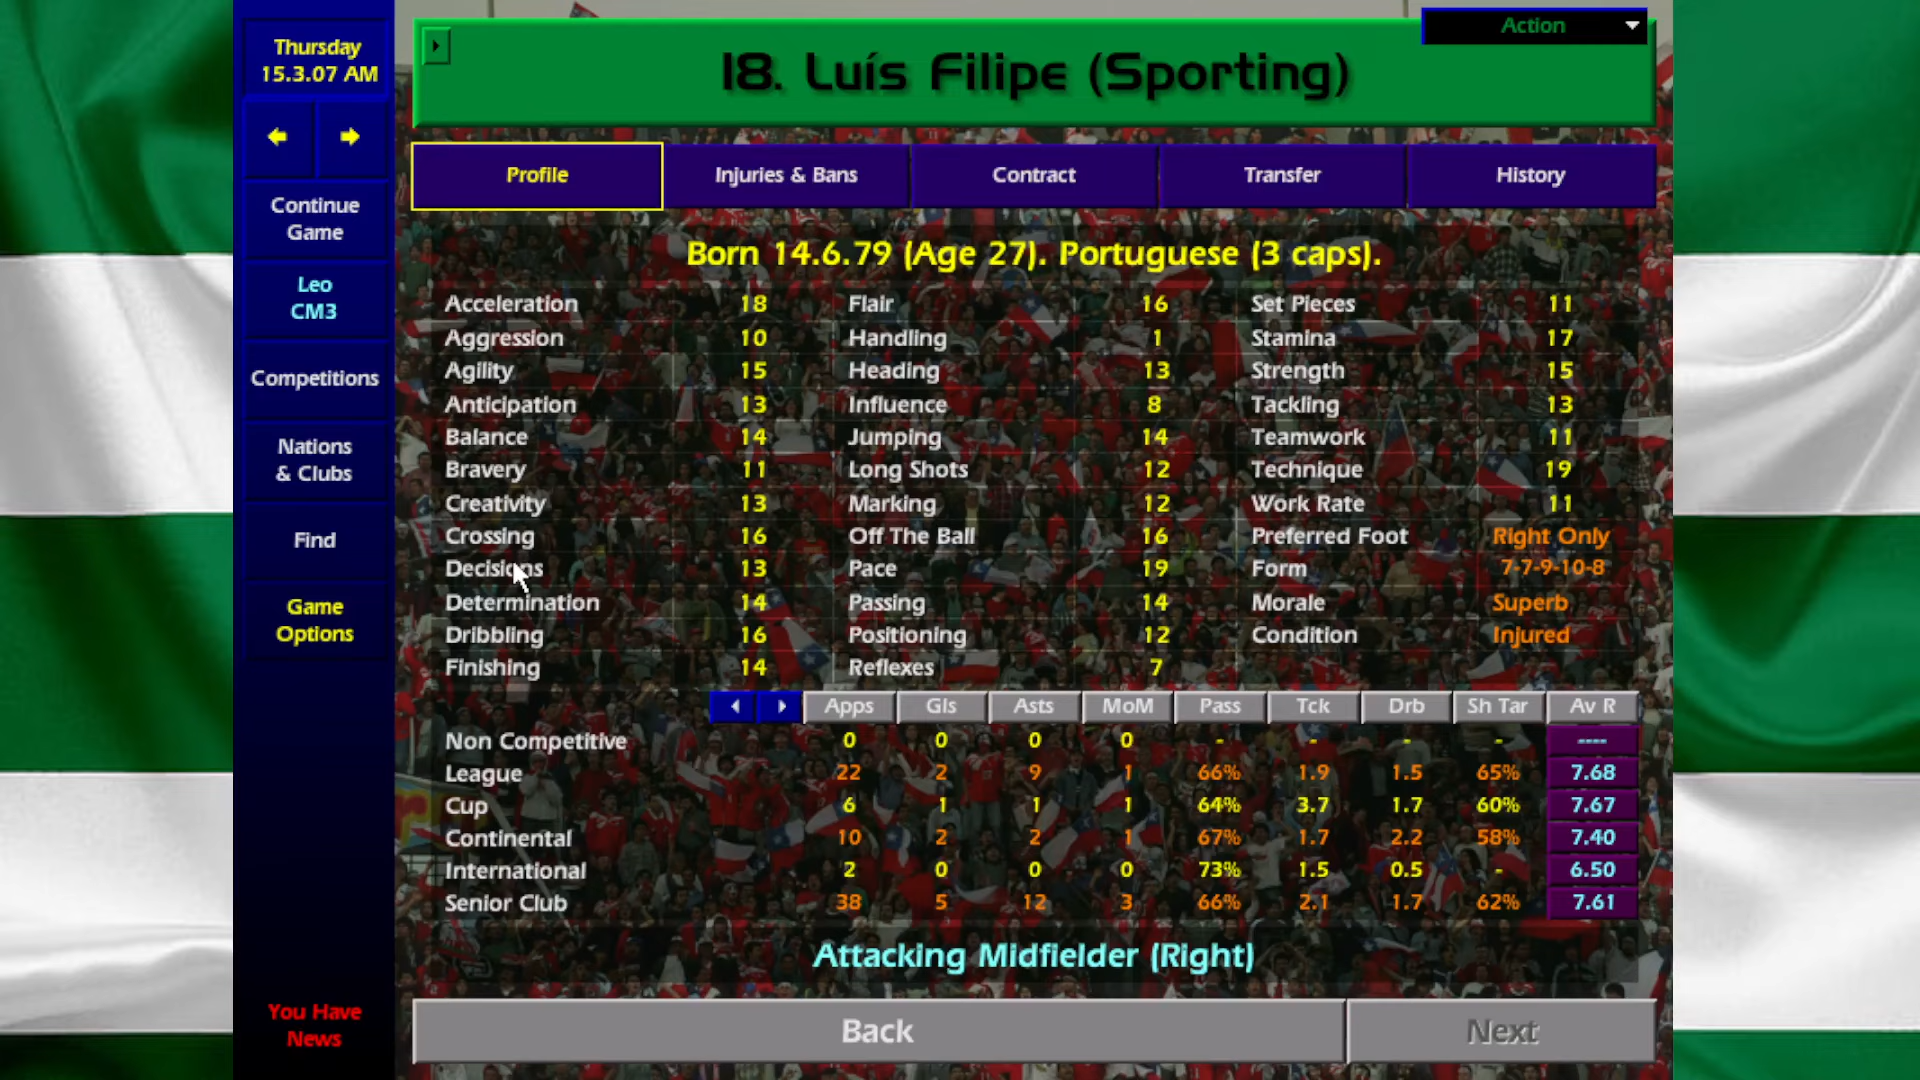 Thursday
15.3.07 AM
Continue
Game
Leo
CM3
Competitions
Nations
& Clubs
Find
Game
Options
You Have
News
Action
18. Luís Filipe (Sporting)
Profile Injuries & Bans Contract Transfer History
Born 14.6.79 (Age 27). Portuguese (3 caps).
Acceleration 18 Flair 16 Set Pieces 11
Aggression 10 Handling 1 Stamina 17
Agility 15 Heading 13 Strength 15
Anticipation 13 Influence 8 Tackling 13
Balance 14 Jumping 14 Teamwork 11
Bravery 11 Long Shots 12 Technique 19
Creativity 13 Marking 12 Work Rate 11
Crossing 16 Off The Ball 16 Preferred Foot Right Only
Decisions 13 Pace 19 Form 7-7-9-10-8
Determination 14 Passing 14 Morale Superb
Dribbling 16 Positioning 12 Condition Injured
Finishing 14 Reflexes 7
Apps Gls Asts MoM Pass Tck Drb Sh Tar Av R
Non Competitive 0 0 0 0 - - - - ----
League 22 2 9 1 66% 1.9 1.5 65% 7.68
Cup 6 1 1 1 64% 3.7 1.7 60% 7.67
Continental 10 2 2 1 67% 1.7 2.2 58% 7.40
International 2 0 0 0 73% 1.5 0.5 - 6.50
Senior Club 38 5 12 3 66% 2.1 1.7 62% 7.61
Attacking Midfielder (Right)
Back Next